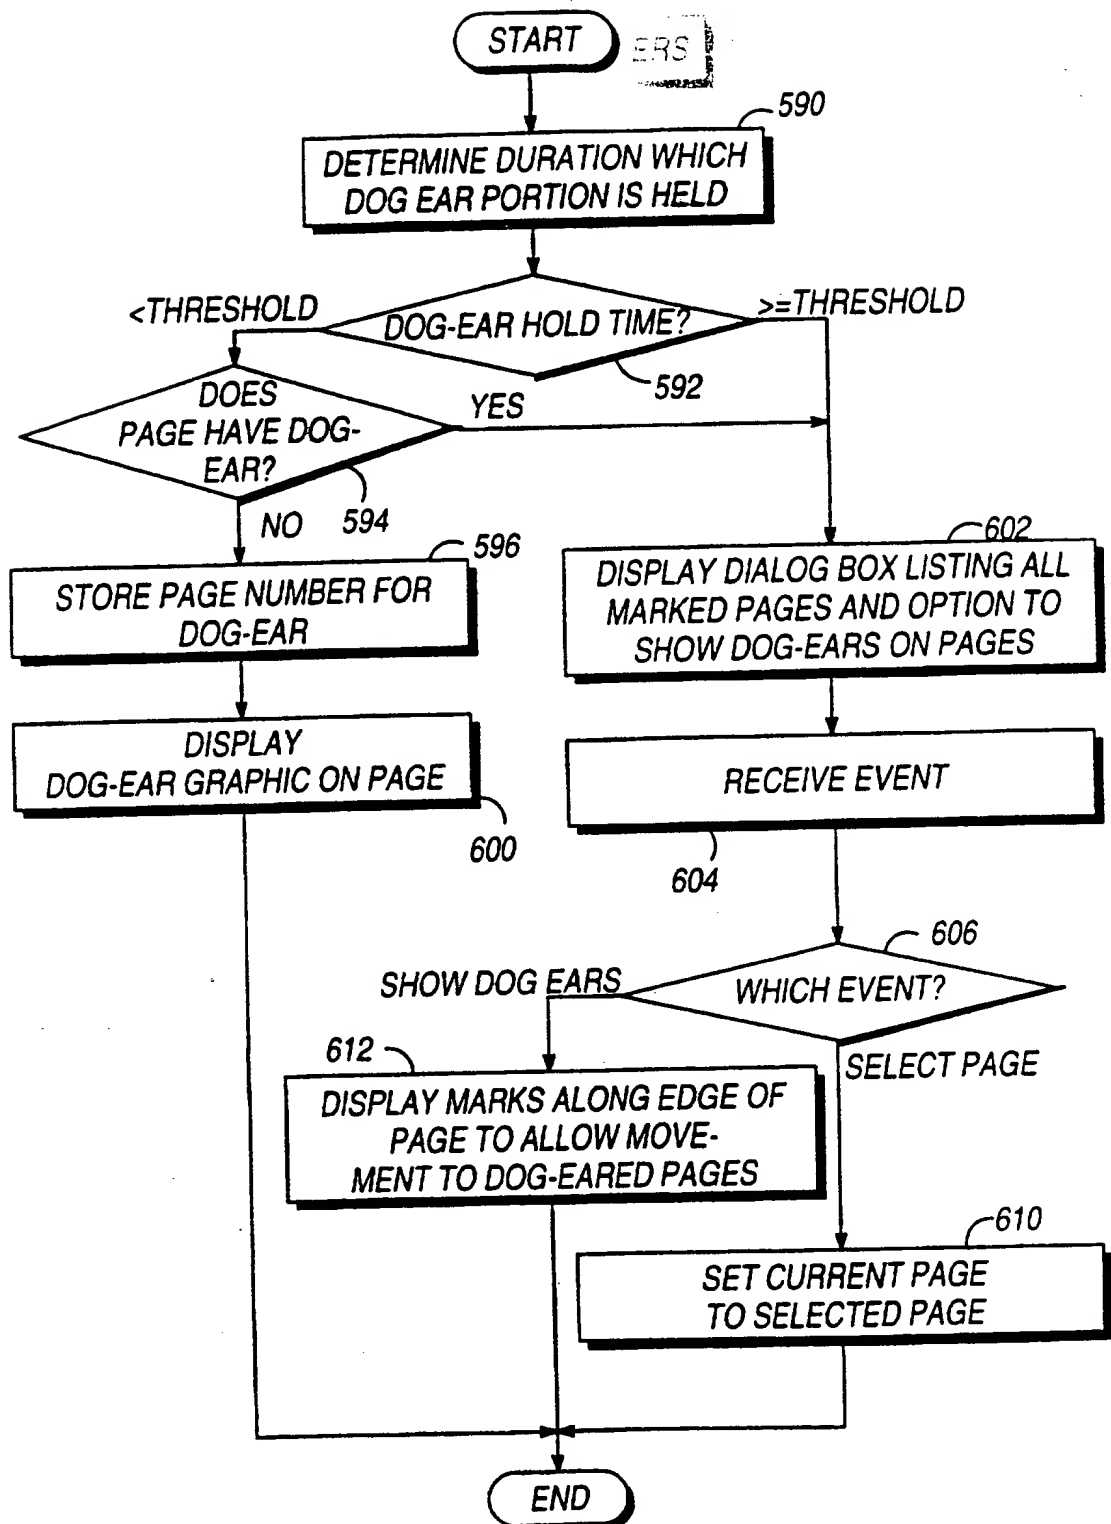 START
ERS
590
DETERMINE DURATION WHICH
DOG EAR PORTION IS HELD
<THRESHOLD
DOG-EAR HOLD TIME?
>=THRESHOLD
592
DOES
PAGE HAVE DOG-
EAR?
YES
594
NO
596
STORE PAGE NUMBER FOR
DOG-EAR
602
DISPLAY DIALOG BOX LISTING ALL
MARKED PAGES AND OPTION TO
SHOW DOG-EARS ON PAGES
DISPLAY
DOG-EAR GRAPHIC ON PAGE
600
RECEIVE EVENT
604
606
SHOW DOG EARS
WHICH EVENT?
SELECT PAGE
612
DISPLAY MARKS ALONG EDGE OF
PAGE TO ALLOW MOVE-
MENT TO DOG-EARED PAGES
610
SET CURRENT PAGE
TO SELECTED PAGE
END